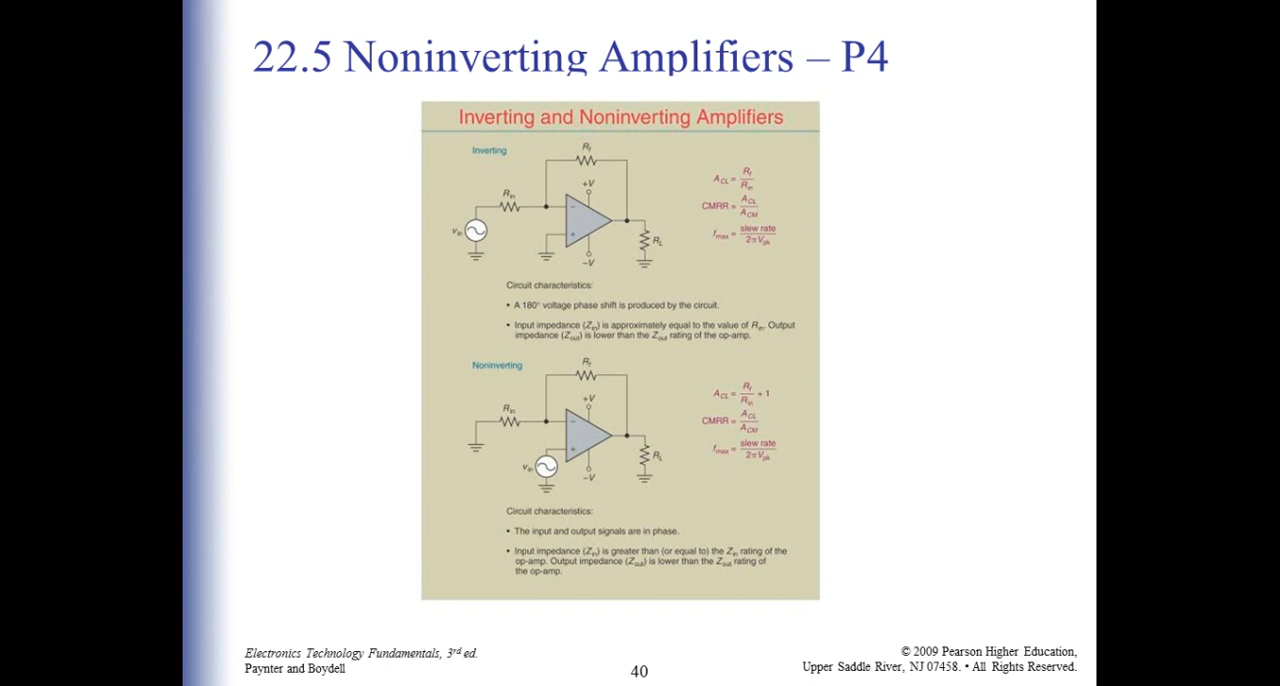 22.5 Noninverting Amplifiers – P4
Inverting and Noninverting Amplifiers
Inverting
Rf
+V
Rin
vin
−
+
RL
−V
ACL = Rf / Rin
CMRR = ACL / ACM
fmax = slew rate / 2πVpk
Circuit characteristics:
• A 180° voltage phase shift is produced by the circuit.
• Input impedance (Zin) is approximately equal to the value of Rin. Output
impedance (Zout) is lower than the Zout rating of the op-amp.
Noninverting
Rf
+V
Rin
−
+
vin
RL
−V
ACL = Rf / Rin + 1
CMRR = ACL / ACM
fmax = slew rate / 2πVpk
Circuit characteristics:
• The input and output signals are in phase.
• Input impedance (Zin) is greater than (or equal to) the Zin rating of the
op-amp. Output impedance (Zout) is lower than the Zout rating of
the op-amp.
Electronics Technology Fundamentals, 3rd ed.
Paynter and Boydell
40
© 2009 Pearson Higher Education,
Upper Saddle River, NJ 07458. • All Rights Reserved.